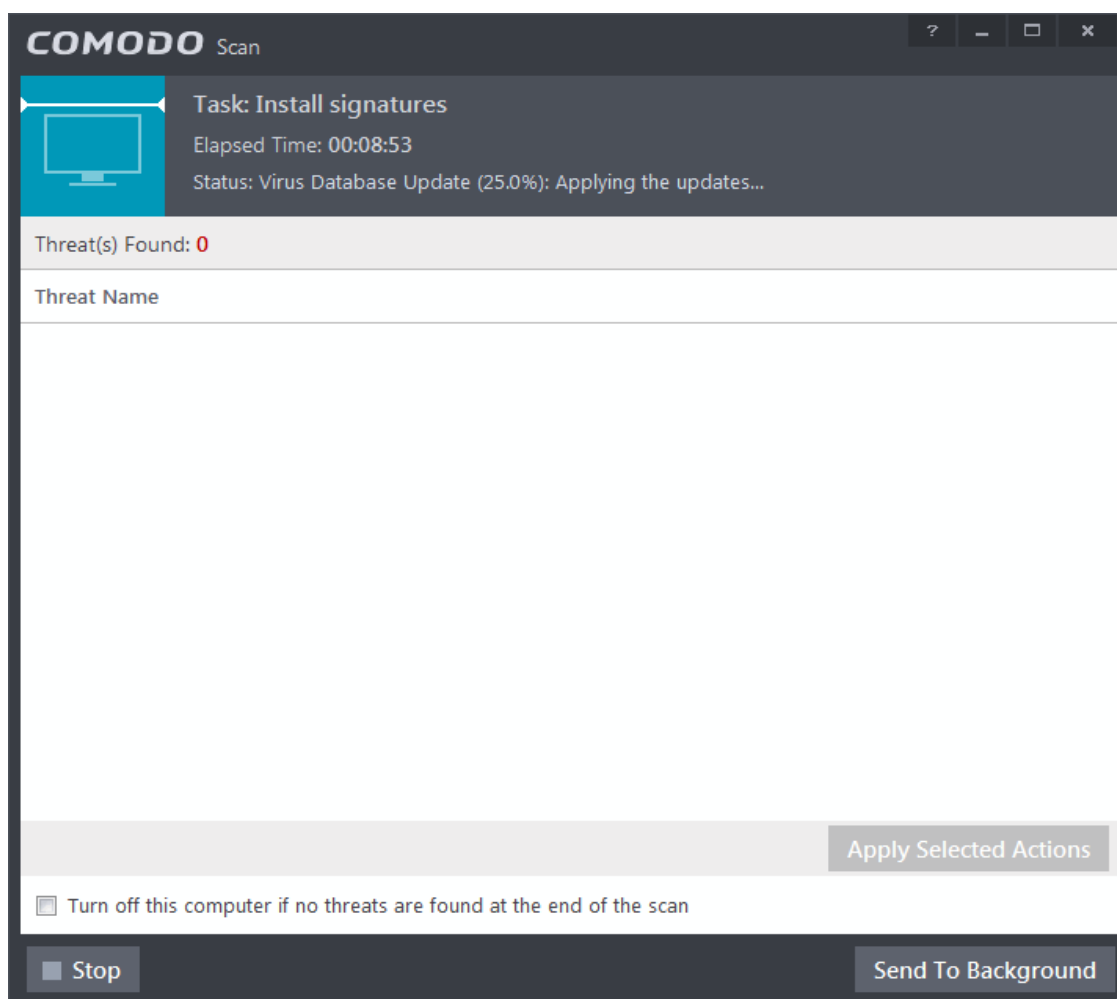 COMODO Scan
?
Task: Install signatures
Elapsed Time: 00:08:53
Status: Virus Database Update (25.0%): Applying the updates...
Threat(s) Found: 0
Threat Name
Apply Selected Actions
Turn off this computer if no threats are found at the end of the scan
Stop
Send To Background